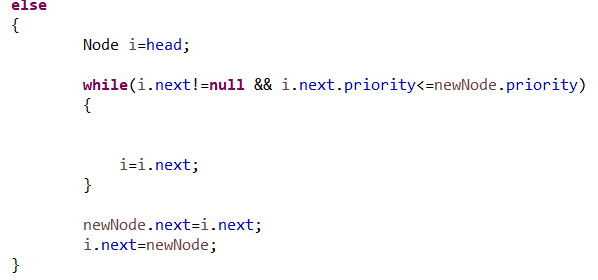 else
{
Node i=head;
while(i.next!=null && i.next.priority<=newNode.priority)
{
i=i.next;
}
newNode.next=i.next;
i.next=newNode;
}